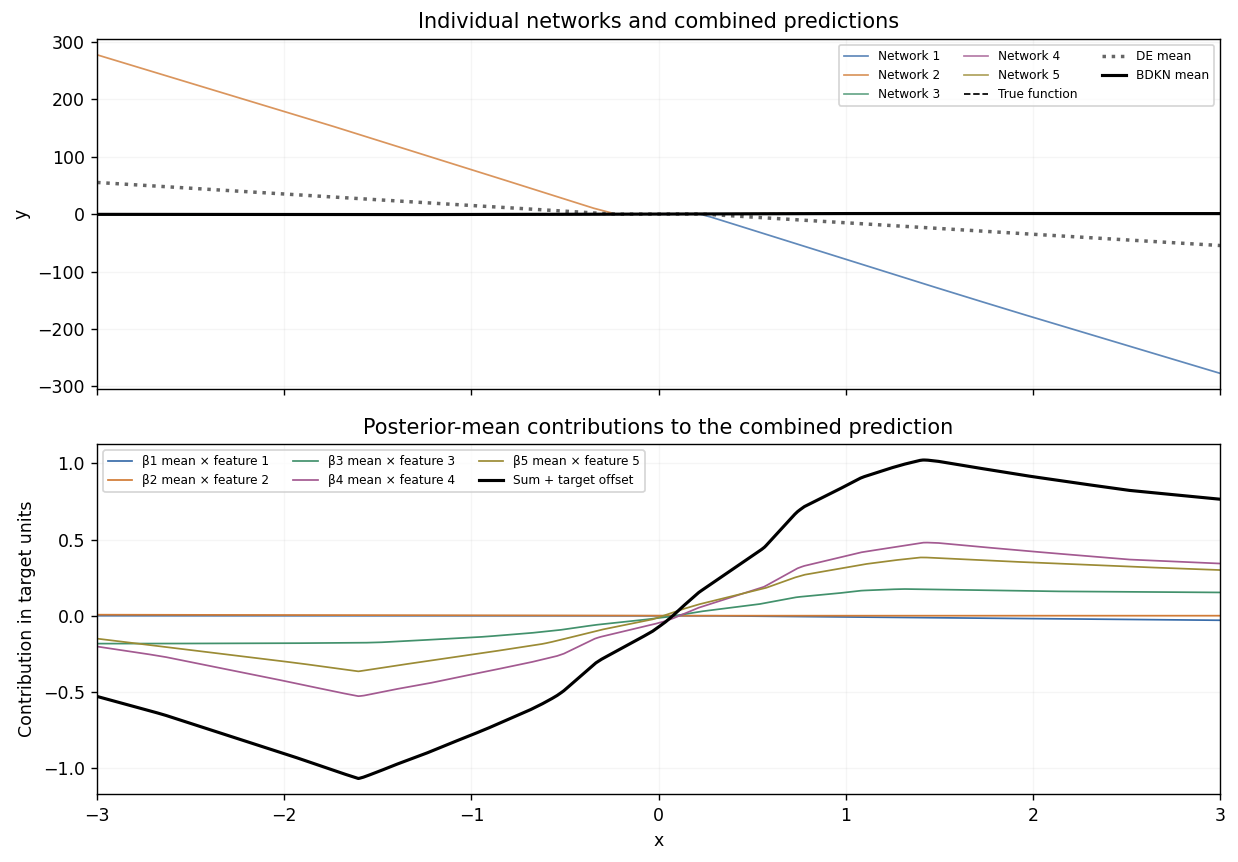 Individual networks and combined predictions
300
200
100
0
−100
−200
−300
y
Network 1
Network 2
Network 3
Network 4
Network 5
True function
DE mean
BDKN mean
Posterior-mean contributions to the combined prediction
1.0
0.5
0.0
−0.5
−1.0
Contribution in target units
β1 mean × feature 1
β2 mean × feature 2
β3 mean × feature 3
β4 mean × feature 4
β5 mean × feature 5
Sum + target offset
−3 −2 −1 0 1 2 3
x